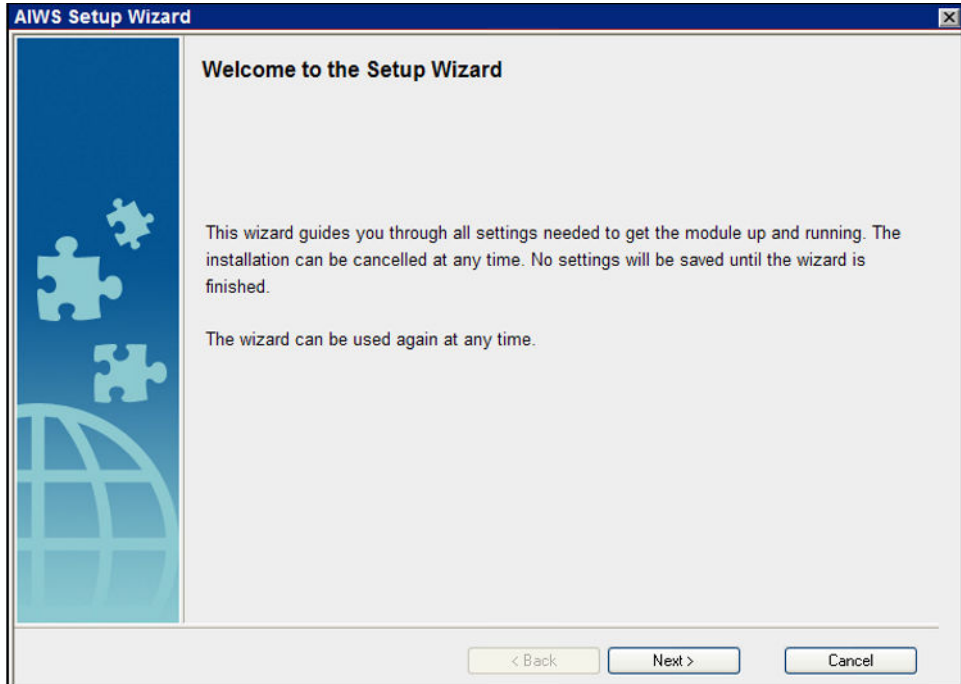 AIWS Setup Wizard
Welcome to the Setup Wizard
This wizard guides you through all settings needed to get the module up and running. The
installation can be cancelled at any time. No settings will be saved until the wizard is
finished.
The wizard can be used again at any time.
< Back
Next >
Cancel